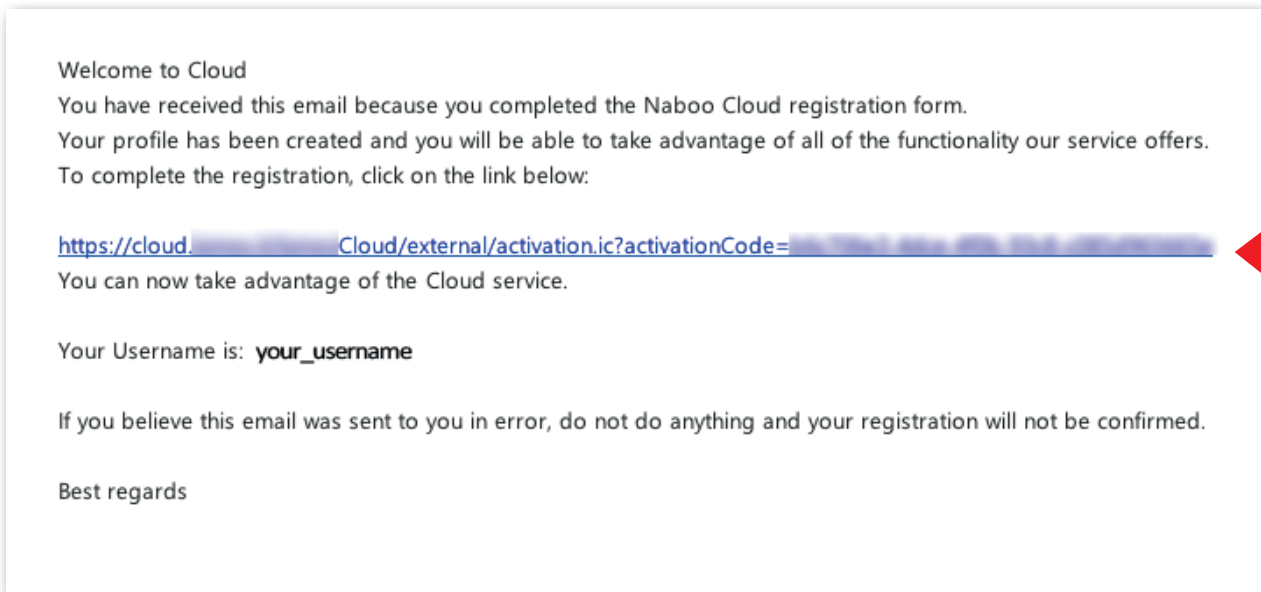 Welcome to Cloud
You have received this email because you completed the Naboo Cloud registration form.
Your profile has been created and you will be able to take advantage of all of the functionality our service offers.
To complete the registration, click on the link below:
https://cloud. Cloud/external/activation.ic?activationCode=
You can now take advantage of the Cloud service.
Your Username is: your_username
If you believe this email was sent to you in error, do not do anything and your registration will not be confirmed.
Best regards